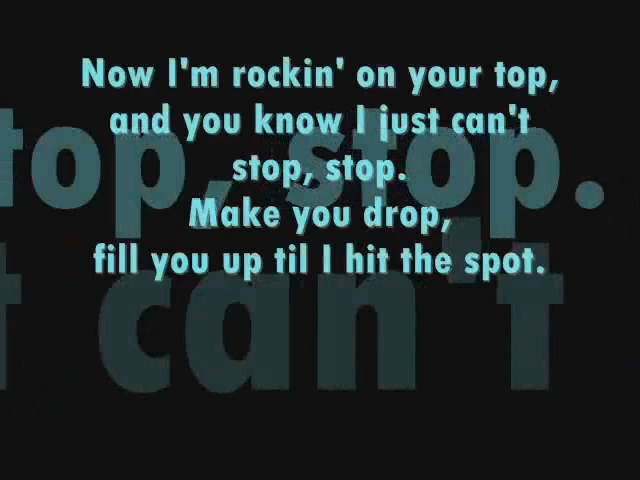 Now I'm rockin' on your top,
and you know I just can't
stop, stop.
Make you drop,
fill you up til I hit the spot.
top, stop.
t can't